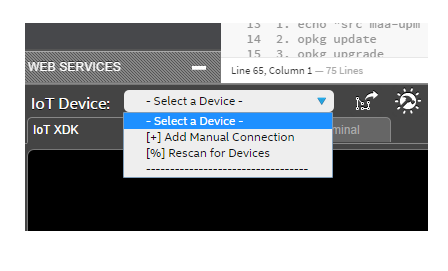 13 1. echo "src maa-upm
14 2. opkg update
15 3. opkg upgrade
WEB SERVICES
Line 65, Column 1 — 75 Lines
IoT Device:
- Select a Device -
IoT XDK
minal
- Select a Device -
[+] Add Manual Connection
[%] Rescan for Devices
----------------------------------